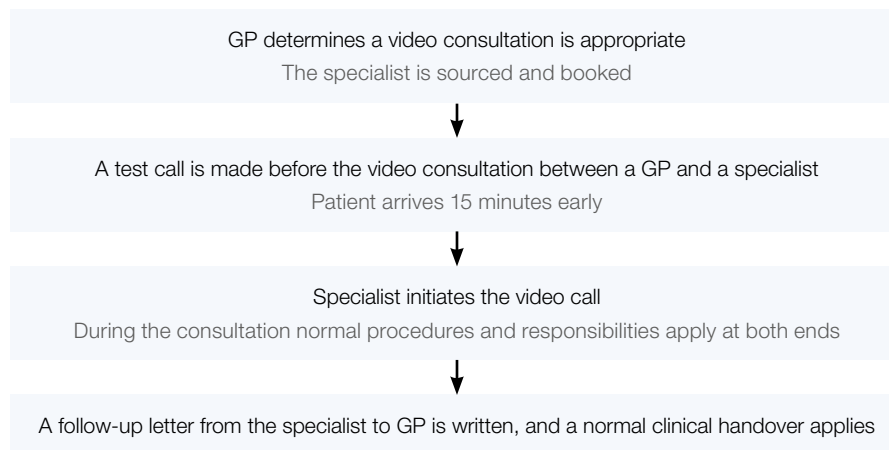 GP determines a video consultation is appropriate
The specialist is sourced and booked
A test call is made before the video consultation between a GP and a specialist
Patient arrives 15 minutes early
Specialist initiates the video call
During the consultation normal procedures and responsibilities apply at both ends
A follow-up letter from the specialist to GP is written, and a normal clinical handover applies